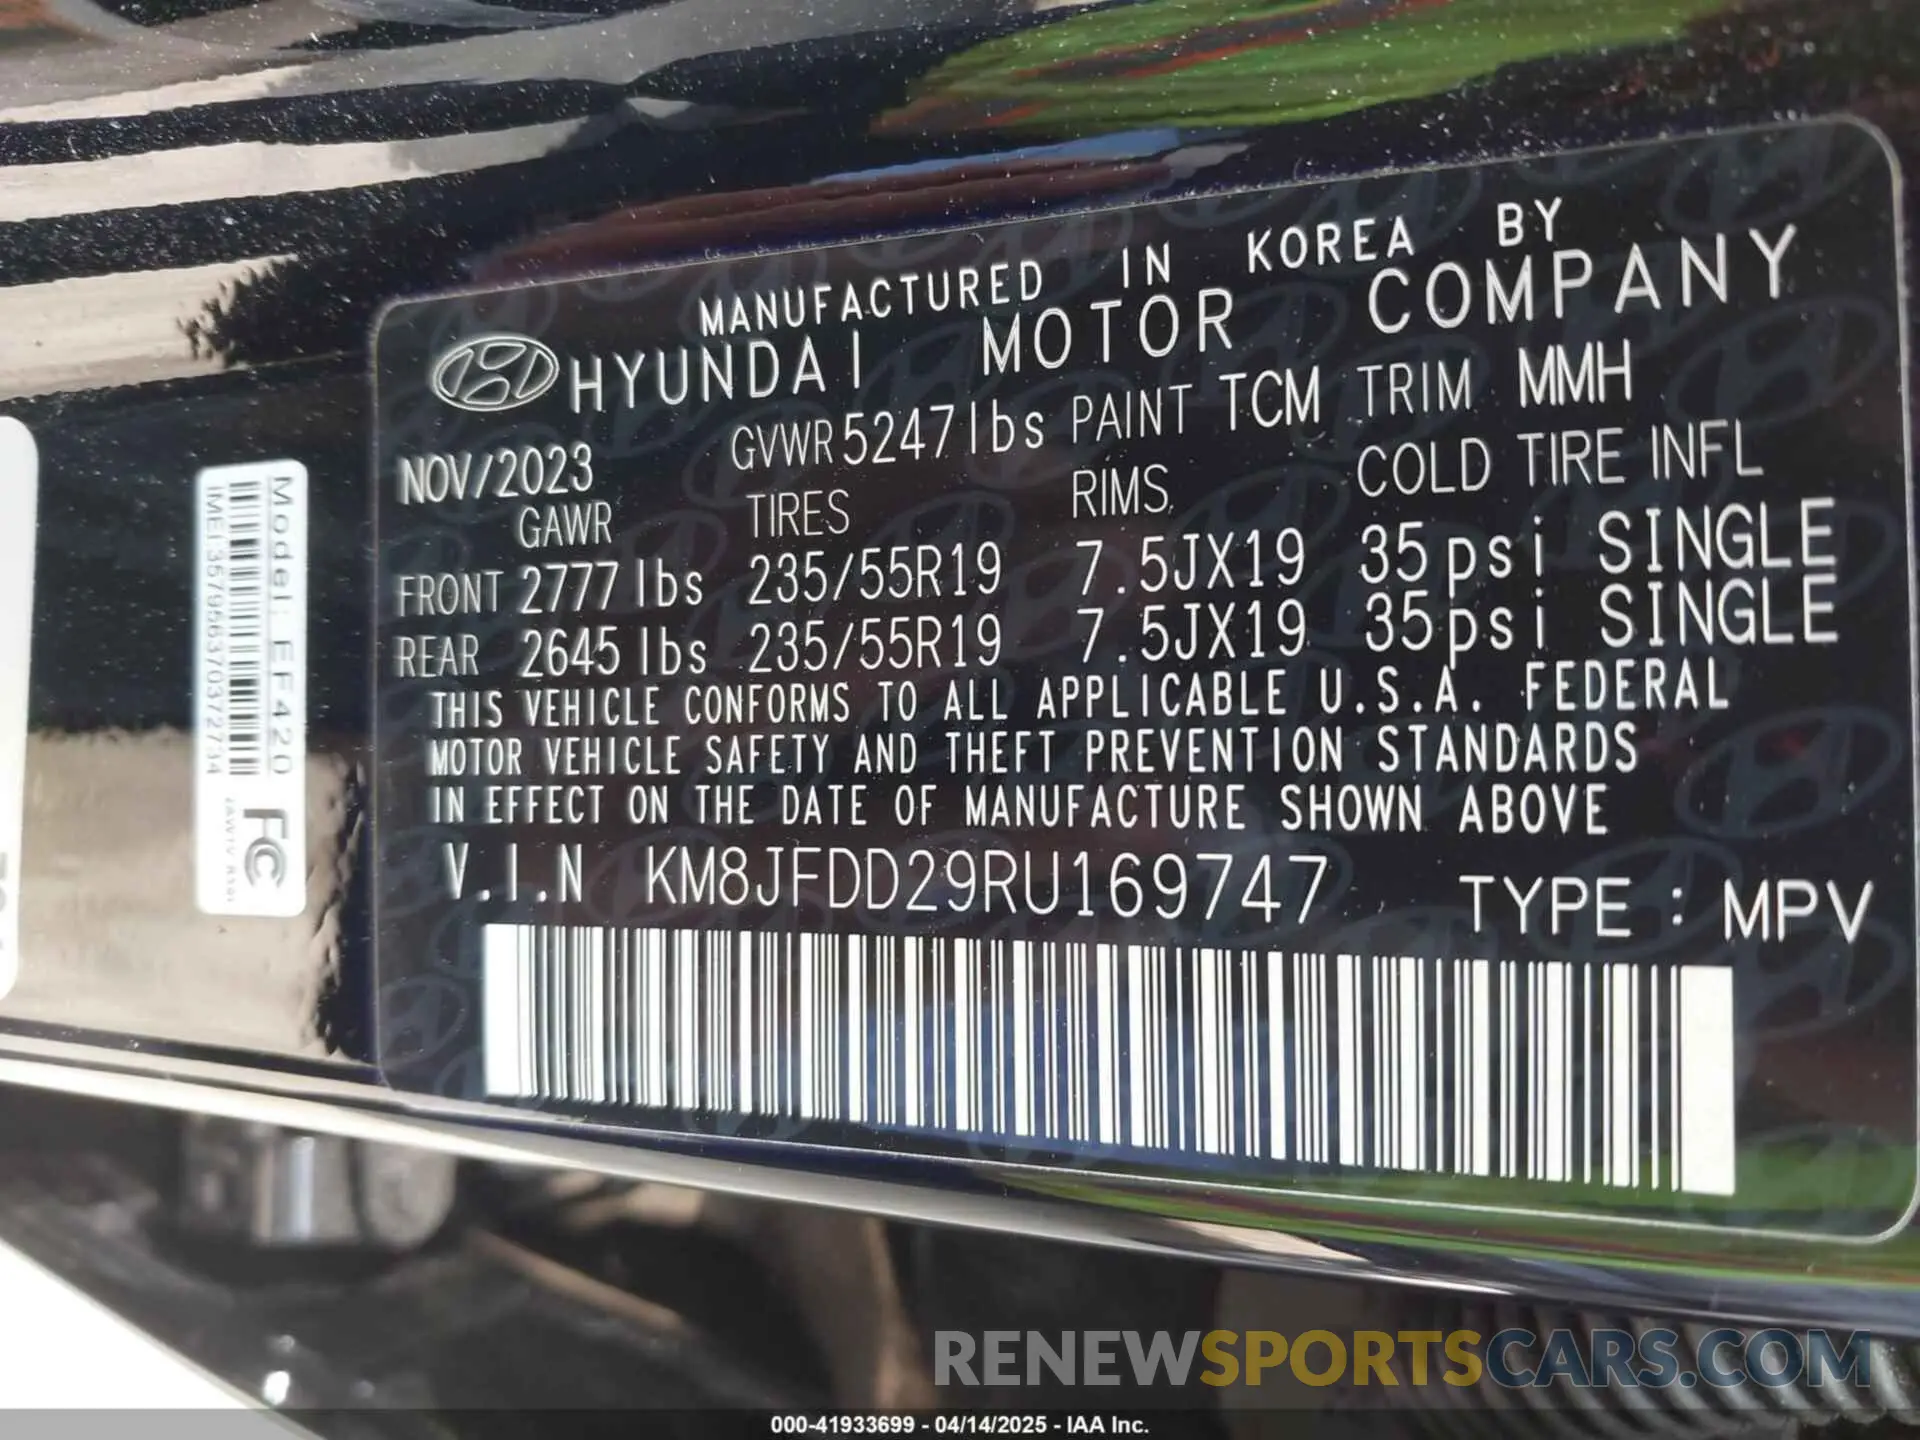 MANUFACTURED IN KOREA BY
HYUNDAI MOTOR COMPANY
NOV/2023 GVWR 5247lbs PAINT TCM TRIM MMH
GAWR TIRES RIMS COLD TIRE INFL
FRONT 2777 lbs 235/55R19 7.5JX19 35psi SINGLE
REAR 2645 lbs 235/55R19 7.5JX19 35psi SINGLE
THIS VEHICLE CONFORMS TO ALL APPLICABLE U.S.A. FEDERAL
MOTOR VEHICLE SAFETY AND THEFT PREVENTION STANDARDS
IN EFFECT ON THE DATE OF MANUFACTURE SHOWN ABOVE
V.I.N KM8JFDD29RU169747 TYPE : MPV
Model: EF420
IMEI:357955637037 2734
FC
RENEWSPORTSCARS.COM
000-41933699 - 04/14/2025 - IAA Inc.